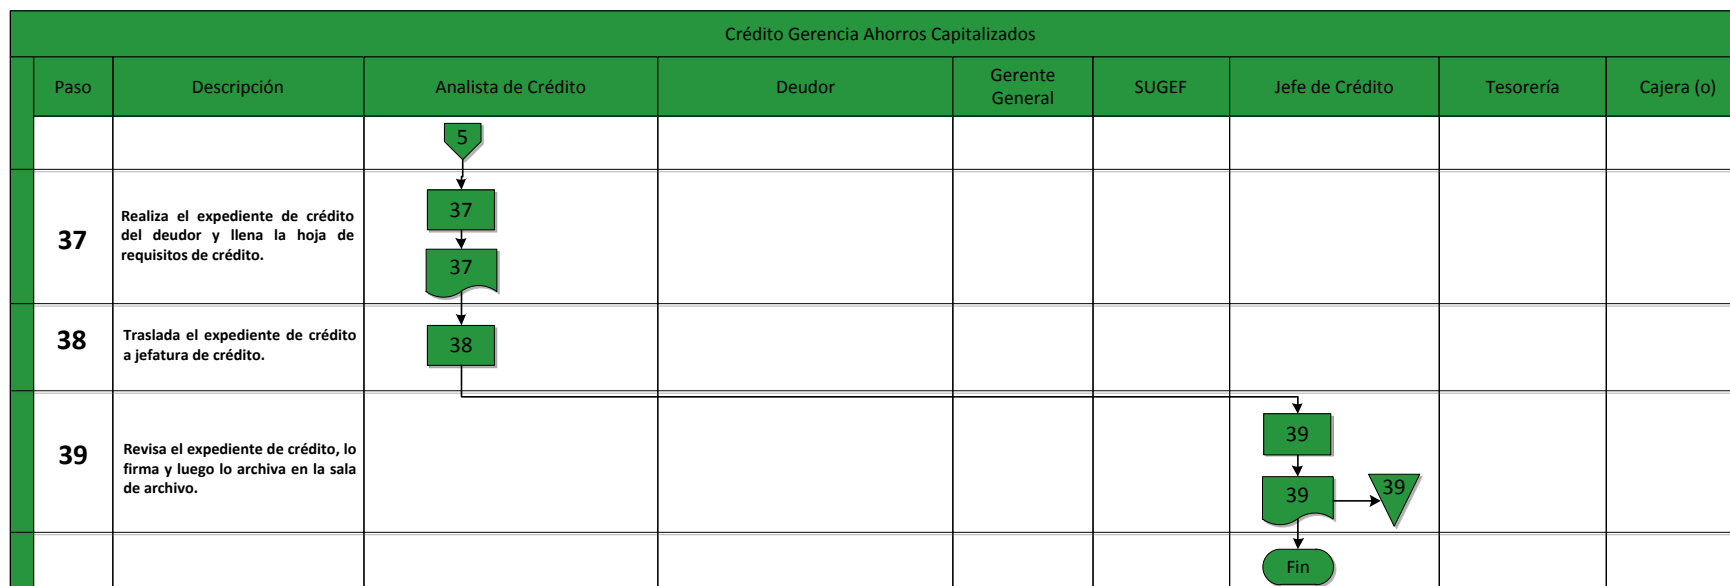 Crédito Gerencia Ahorros Capitalizados
Paso
Descripción
Analista de Crédito
Deudor
Gerente
General
SUGEF
Jefe de Crédito
Tesorería
Cajera (o)
5
37
Realiza el expediente de crédito
del deudor y llena la hoja de
requisitos de crédito.
37
37
38
Traslada el expediente de crédito
a jefatura de crédito.
38
39
Revisa el expediente de crédito, lo
firma y luego lo archiva en la sala
de archivo.
39
39
39
Fin